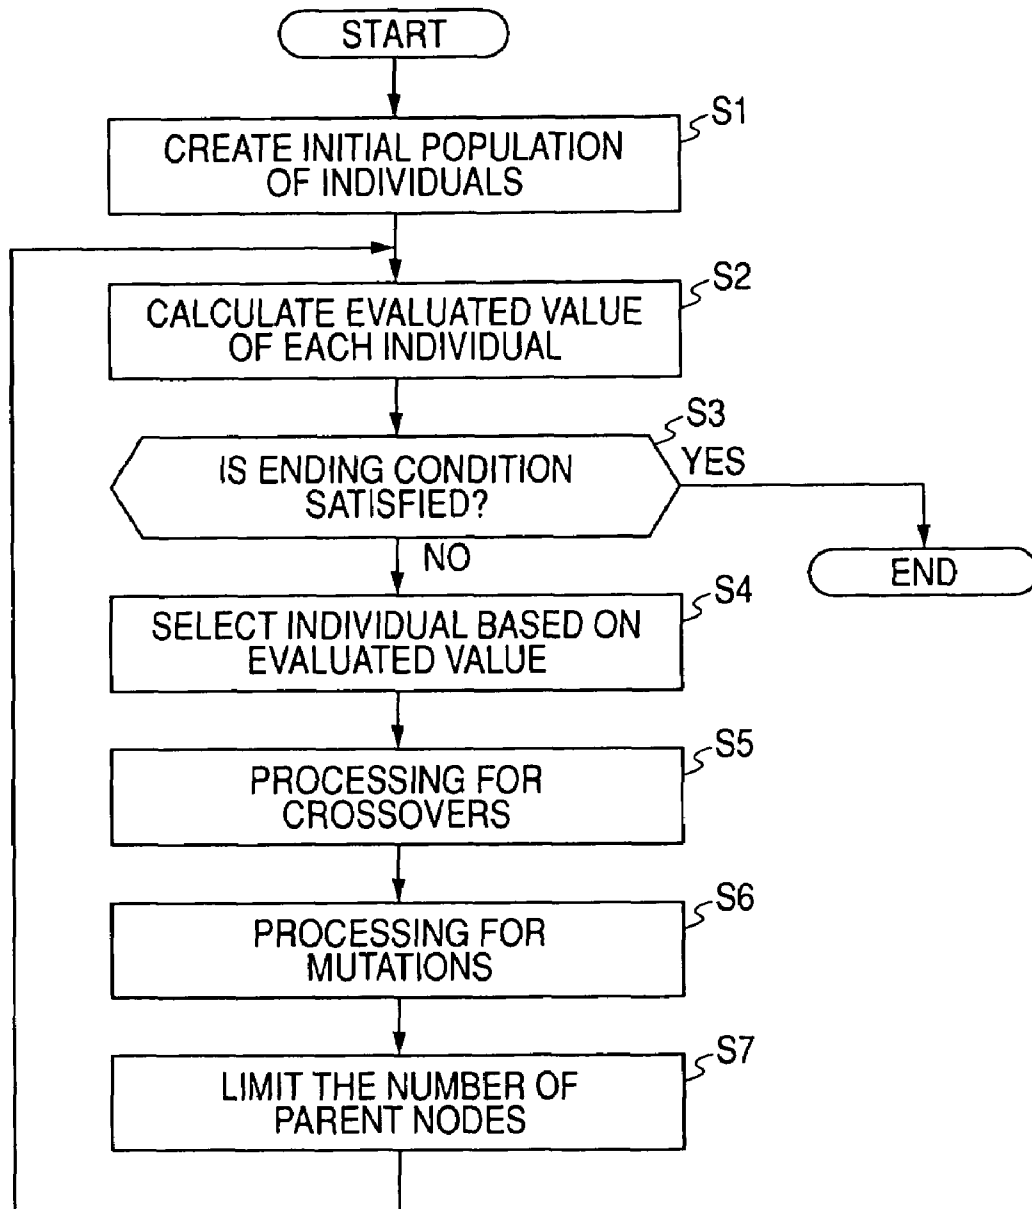 START
S1
CREATE INITIAL POPULATION
OF INDIVIDUALS
S2
CALCULATE EVALUATED VALUE
OF EACH INDIVIDUAL
S3
IS ENDING CONDITION
SATISFIED?
YES
NO
END
S4
SELECT INDIVIDUAL BASED ON
EVALUATED VALUE
S5
PROCESSING FOR
CROSSOVERS
S6
PROCESSING FOR
MUTATIONS
S7
LIMIT THE NUMBER OF
PARENT NODES